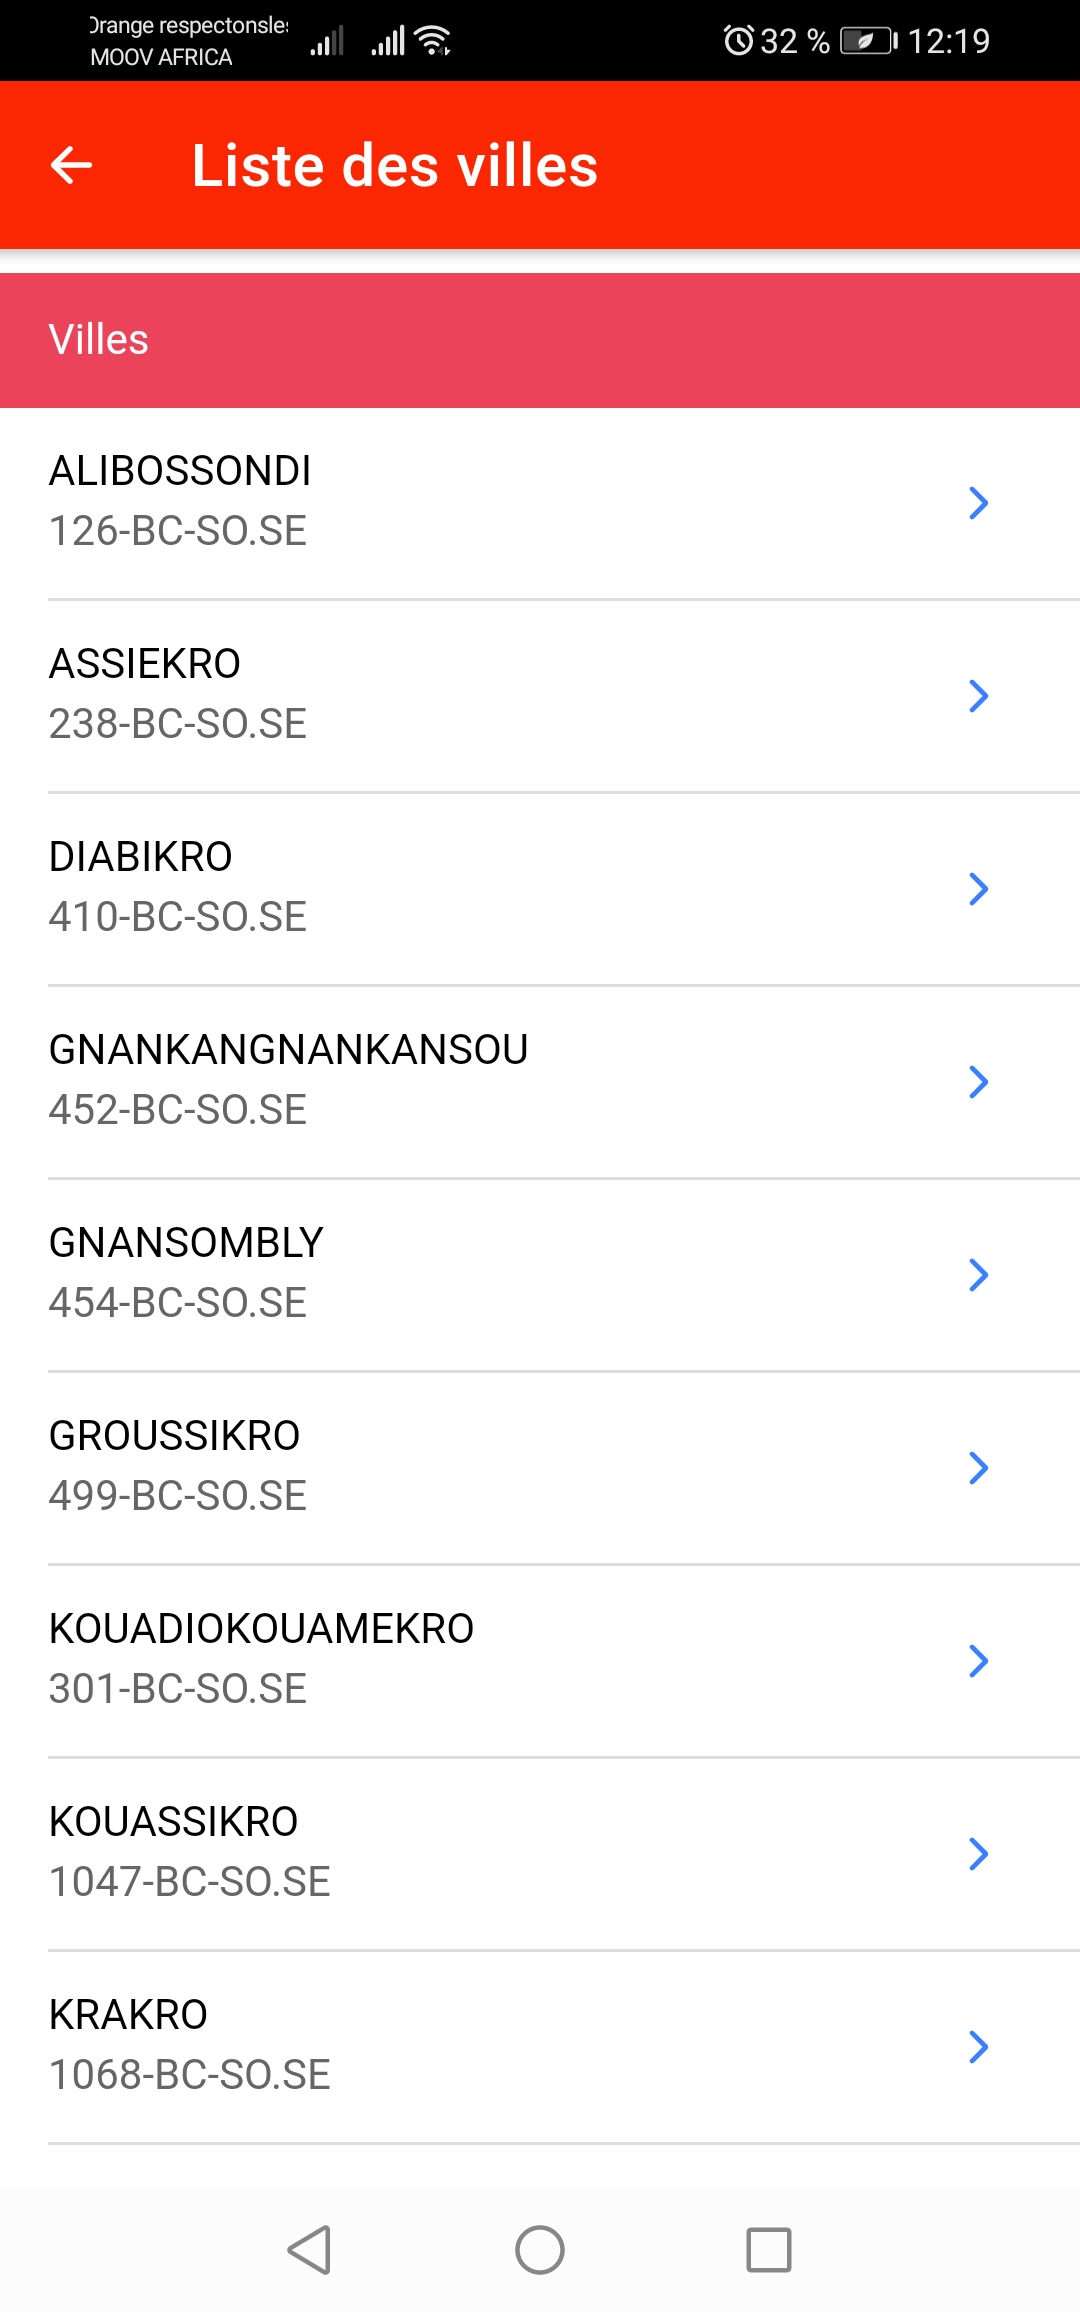 Orange respectonsles
MOOV AFRICA
32 %
12:19
Liste des villes
Villes
ALIBOSSONDI
126-BC-SO.SE
ASSIEKRO
238-BC-SO.SE
DIABIKRO
410-BC-SO.SE
GNANKANGNANKANSOU
452-BC-SO.SE
GNANSOMBLY
454-BC-SO.SE
GROUSSIKRO
499-BC-SO.SE
KOUADIOKOUAMEKRO
301-BC-SO.SE
KOUASSIKRO
1047-BC-SO.SE
KRAKRO
1068-BC-SO.SE